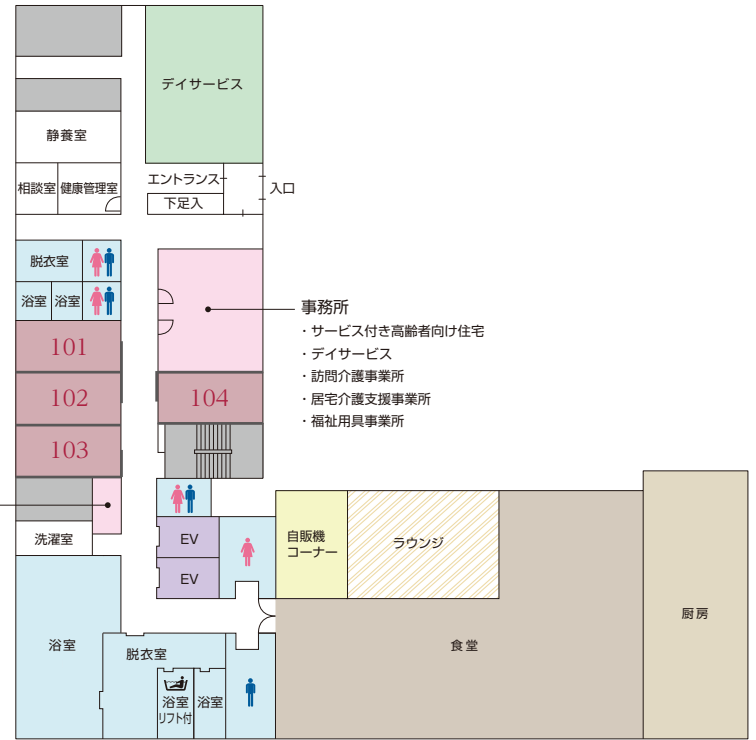 デイサービス
静養室
相談室
健康管理室
エントランス
下足入
入口
脱衣室
浴室
浴室
101
102
103
104
事務所
・サービス付き高齢者向け住宅
・デイサービス
・訪問介護事業所
・居宅介護支援事業所
・福祉用具事業所
洗濯室
EV
EV
自販機
コーナー
ラウンジ
食堂
厨房
浴室
脱衣室
浴室
リフト付
浴室